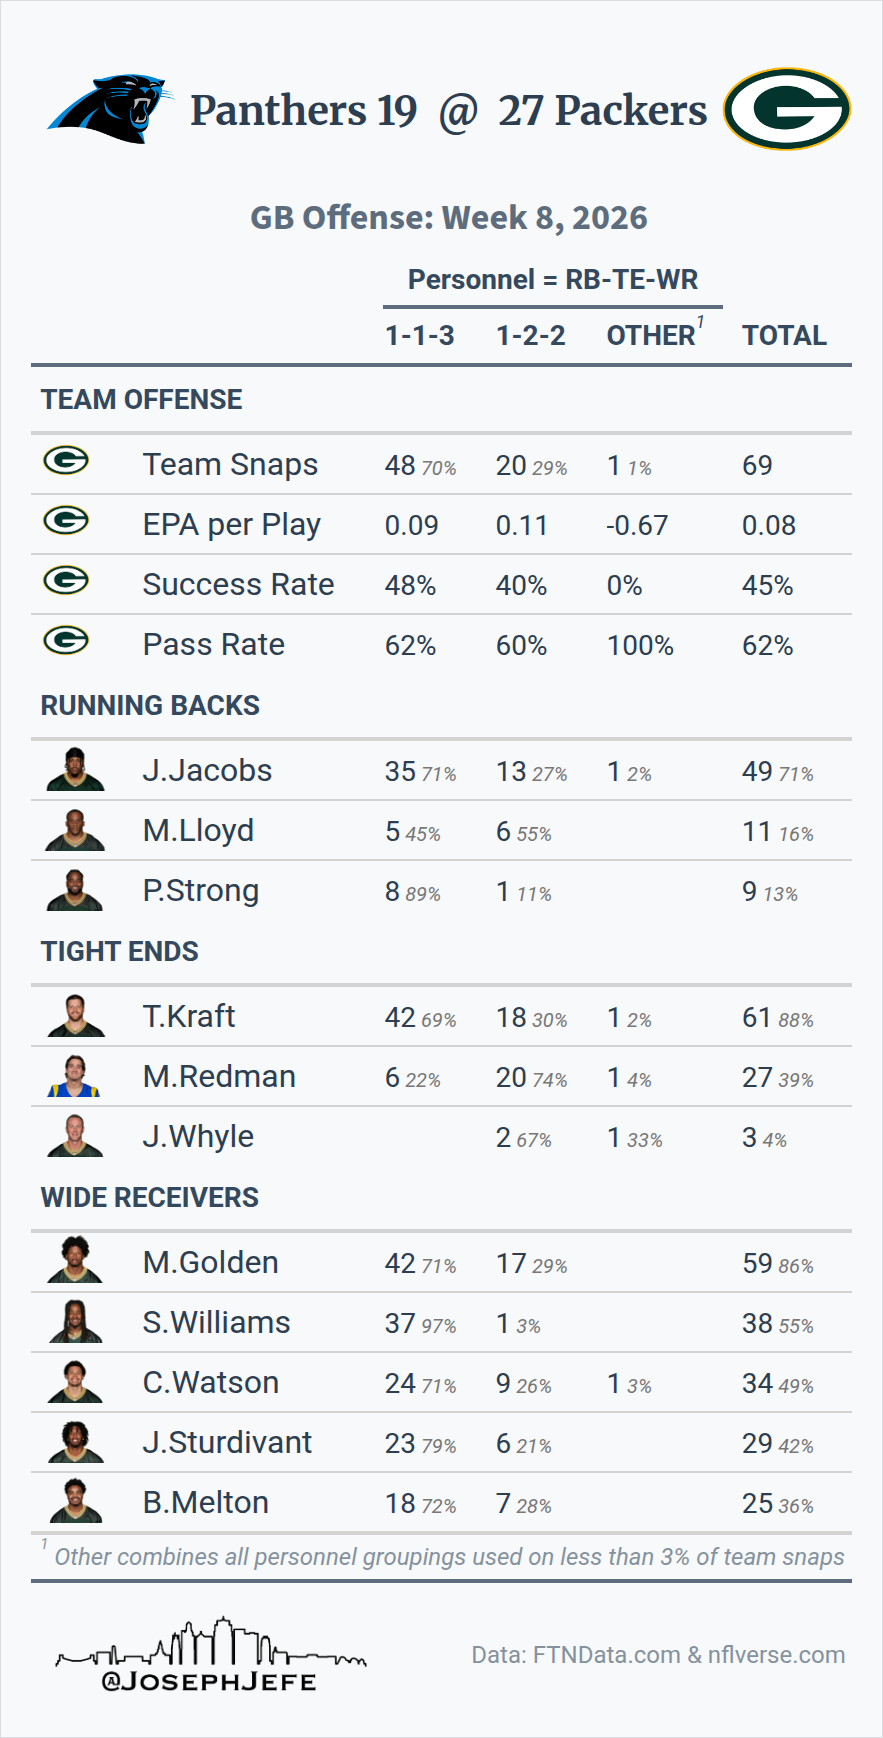 Panthers 19 @ 27 Packers
GB Offense: Week 8, 2026
Personnel = RB-TE-WR
1-1-3 1-2-2 OTHER 1 TOTAL
TEAM OFFENSE
Team Snaps 48 70% 20 29% 1 1% 69
EPA per Play 0.09 0.11 -0.67 0.08
Success Rate 48% 40% 0% 45%
Pass Rate 62% 60% 100% 62%
RUNNING BACKS
J.Jacobs 35 71% 13 27% 1 2% 49 71%
M.Lloyd 5 45% 6 55% 11 16%
P.Strong 8 89% 1 11% 9 13%
TIGHT ENDS
T.Kraft 42 69% 18 30% 1 2% 61 88%
M.Redman 6 22% 20 74% 1 4% 27 39%
J.Whyle 2 67% 1 33% 3 4%
WIDE RECEIVERS
M.Golden 42 71% 17 29% 59 86%
S.Williams 37 97% 1 3% 38 55%
C.Watson 24 71% 9 26% 1 3% 34 49%
J.Sturdivant 23 79% 6 21% 29 42%
B.Melton 18 72% 7 28% 25 36%
1 Other combines all personnel groupings used on less than 3% of team snaps
@JosephJefe
Data: FTNData.com & nflverse.com